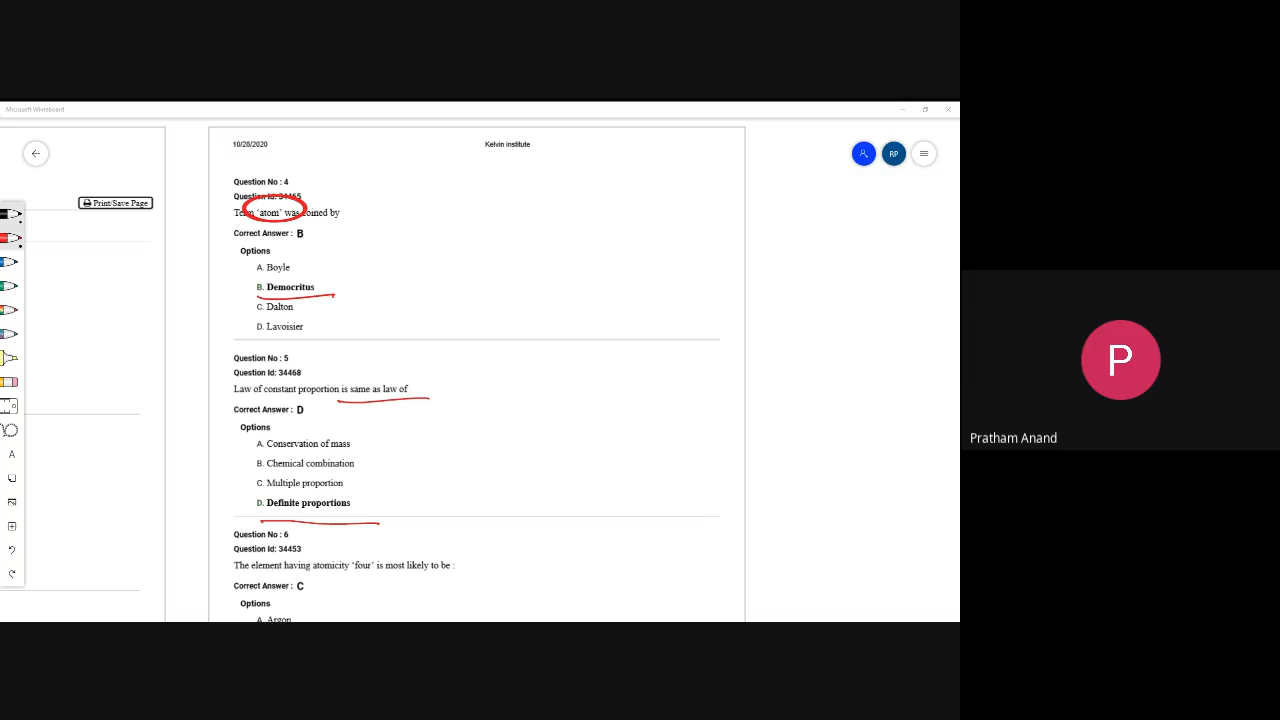 Microsoft Whiteboard
10/28/2020 Kelvin institute
RP
Print/Save Page
Question No : 4
Question Id: 34465
Term ‘atom’ was coined by
Correct Answer : B
Options
A. Boyle
B. Democritus
C. Dalton
D. Lavoisier
Question No : 5
Question Id: 34468
Law of constant proportion is same as law of
Correct Answer : D
Options
A. Conservation of mass
B. Chemical combination
C. Multiple proportion
D. Definite proportions
Question No : 6
Question Id: 34453
The element having atomicity ‘four’ is most likely to be :
Correct Answer : C
Options
A. Argon
A
P
Pratham Anand